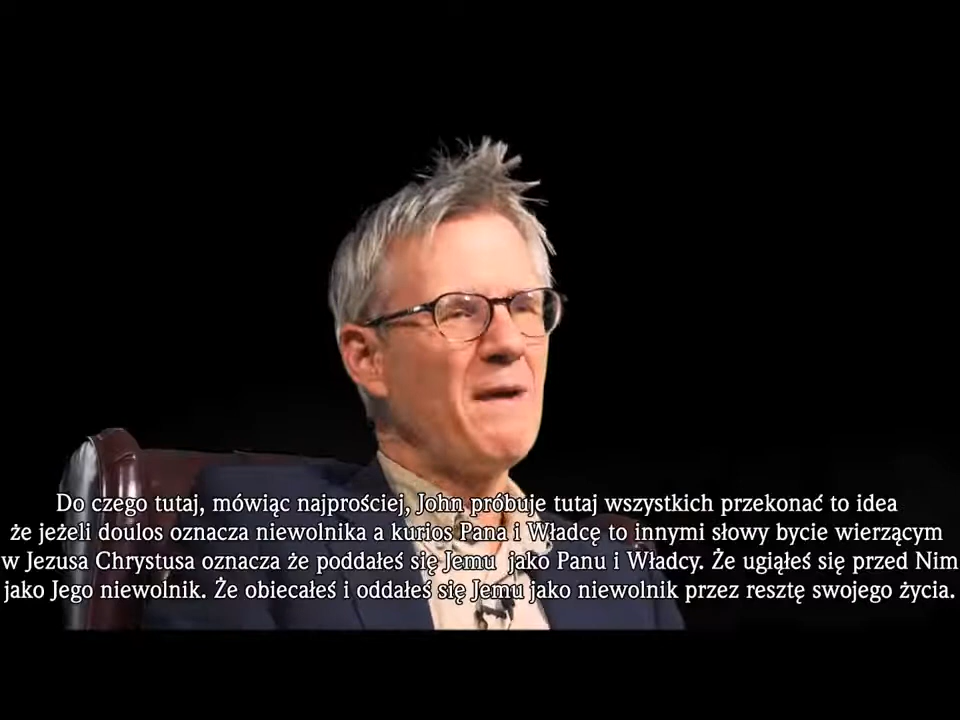 Do czego tutaj, mówiąc najprościej, John próbuje tutaj wszystkich przekonać to idea
że jeżeli doulos oznacza niewolnika a kurios Pana i Władcę to innymi słowy bycie wierzącym
w Jezusa Chrystusa oznacza że poddałeś się Jemu jako Panu i Władcy. Że ugiąłeś się przed Nim
jako Jego niewolnik. Że obiecałeś i oddałeś się Jemu jako niewolnik przez resztę swojego życia.